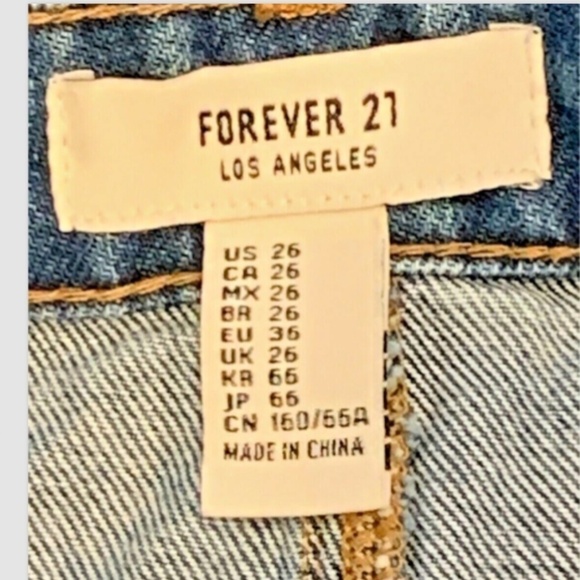 FOREVER 21
LOS ANGELES
US 26
CA 26
MX 26
BR 26
EU 36
UK 26
KR 66
JP 66
CN 160/66A
MADE IN CHINA